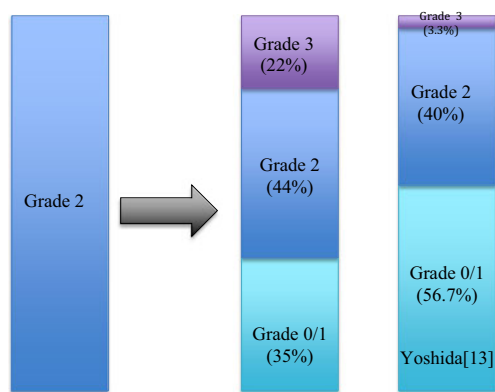 Grade 2
Grade 3
(22%)
Grade 2
(44%)
Grade 0/1
(35%)
Grade 3
(3.3%)
Grade 2
(40%)
Grade 0/1
(56.7%)
Yoshida[13]